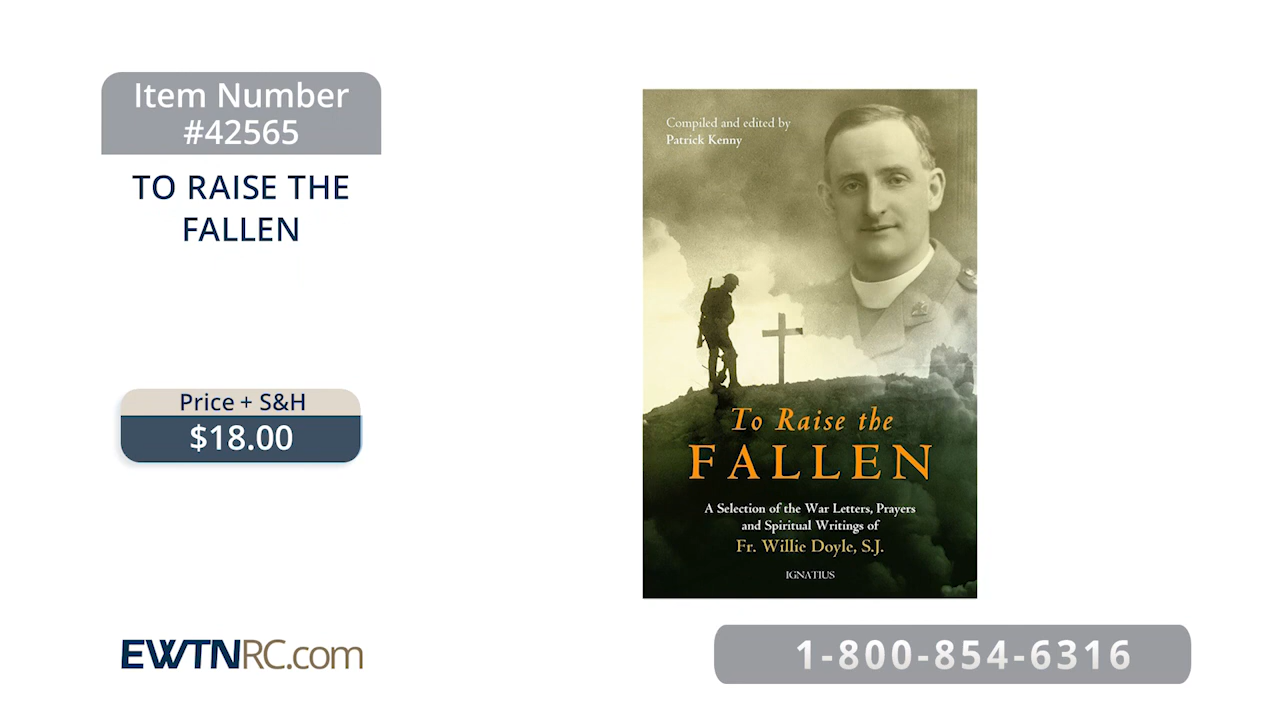 Item Number
#42565
TO RAISE THE
FALLEN
Price + S&H
$18.00
EWTNRC.com
Compiled and edited by
Patrick Kenny
To Raise the
FALLEN
A Selection of the War Letters, Prayers
and Spiritual Writings of
Fr. Willie Doyle, S.J.
IGNATIUS
1-800-854-6316